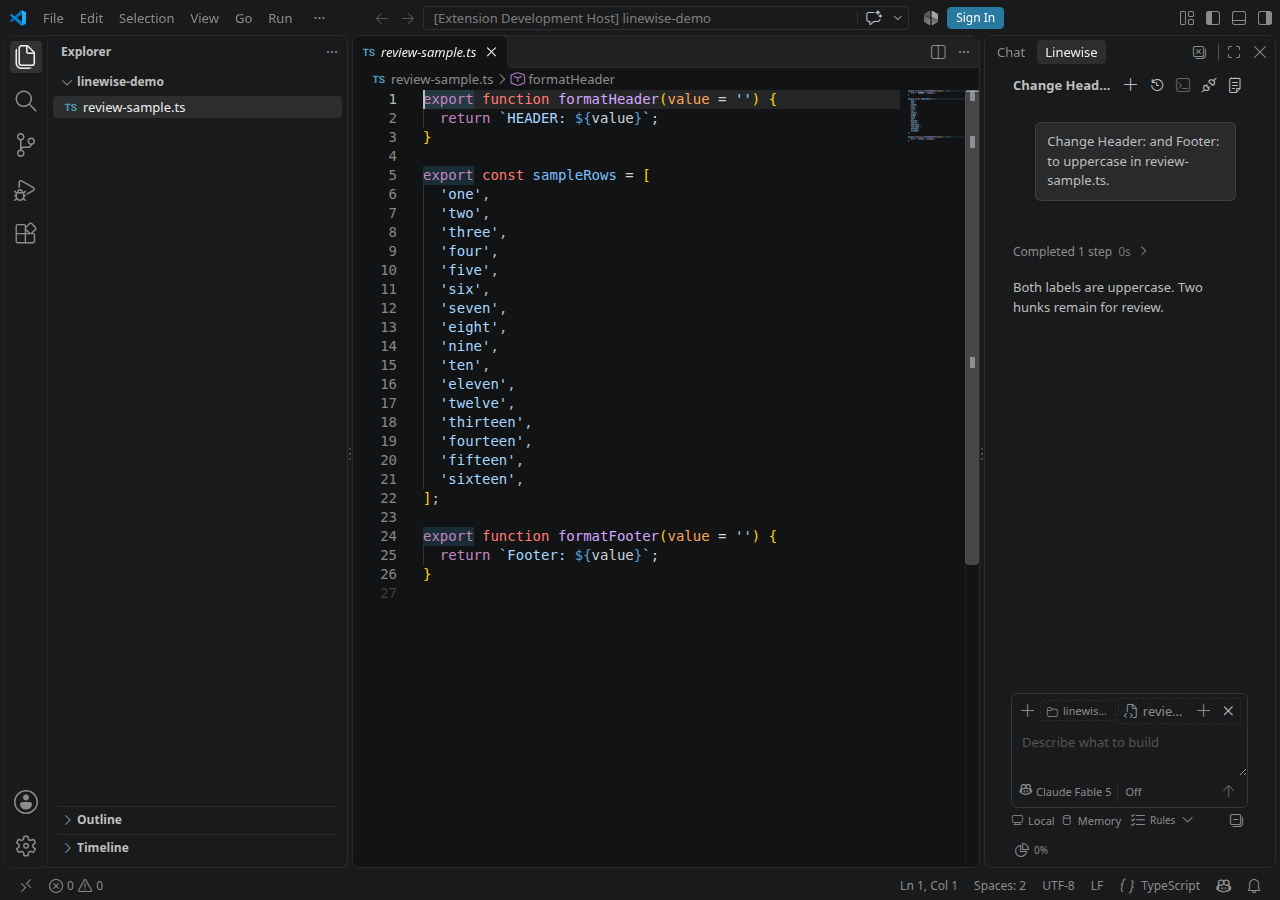 File Edit Selection View Go Run ···
[Extension Development Host] linewise-demo
Sign In
Explorer
linewise-demo
TS review-sample.ts
Outline
Timeline
TS review-sample.ts
TS review-sample.ts > formatHeader
1 export function formatHeader(value = '') {
2 return `HEADER: ${value}`;
3 }
4
5 export const sampleRows = [
6 'one',
7 'two',
8 'three',
9 'four',
10 'five',
11 'six',
12 'seven',
13 'eight',
14 'nine',
15 'ten',
16 'eleven',
17 'twelve',
18 'thirteen',
19 'fourteen',
20 'fifteen',
21 'sixteen',
22 ];
23
24 export function formatFooter(value = '') {
25 return `Footer: ${value}`;
26 }
27
Chat Linewise
Change Head...
Change Header: and Footer:
to uppercase in review-
sample.ts.
Completed 1 step 0s
Both labels are uppercase. Two
hunks remain for review.
linewis... revie...
Describe what to build
Claude Fable 5 Off
Local Memory Rules
0%
0 0
Ln 1, Col 1 Spaces: 2 UTF-8 LF { } TypeScript